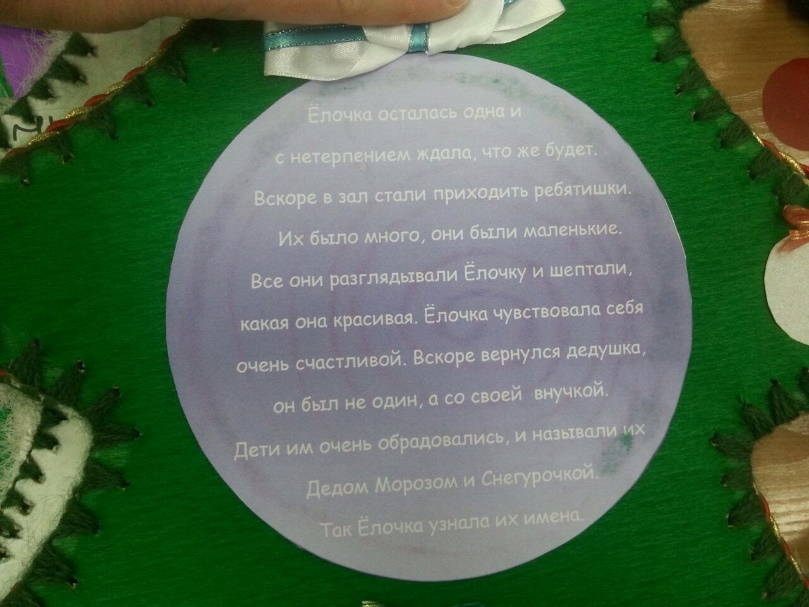 Ёлочка осталась одна и
с нетерпением ждала, что же будет.
Вскоре в зал стали приходить ребятишки.
Их было много, они были маленькие.
Все они разглядывали Ёлочку и шептали,
какая она красивая. Ёлочка чувствовала себя
очень счастливой. Вскоре вернулся дедушка,
он был не один, а со своей внучкой.
Дети им очень обрадовались, и называли их
Дедом Морозом и Снегурочкой.
Так Ёлочка узнала их имена.